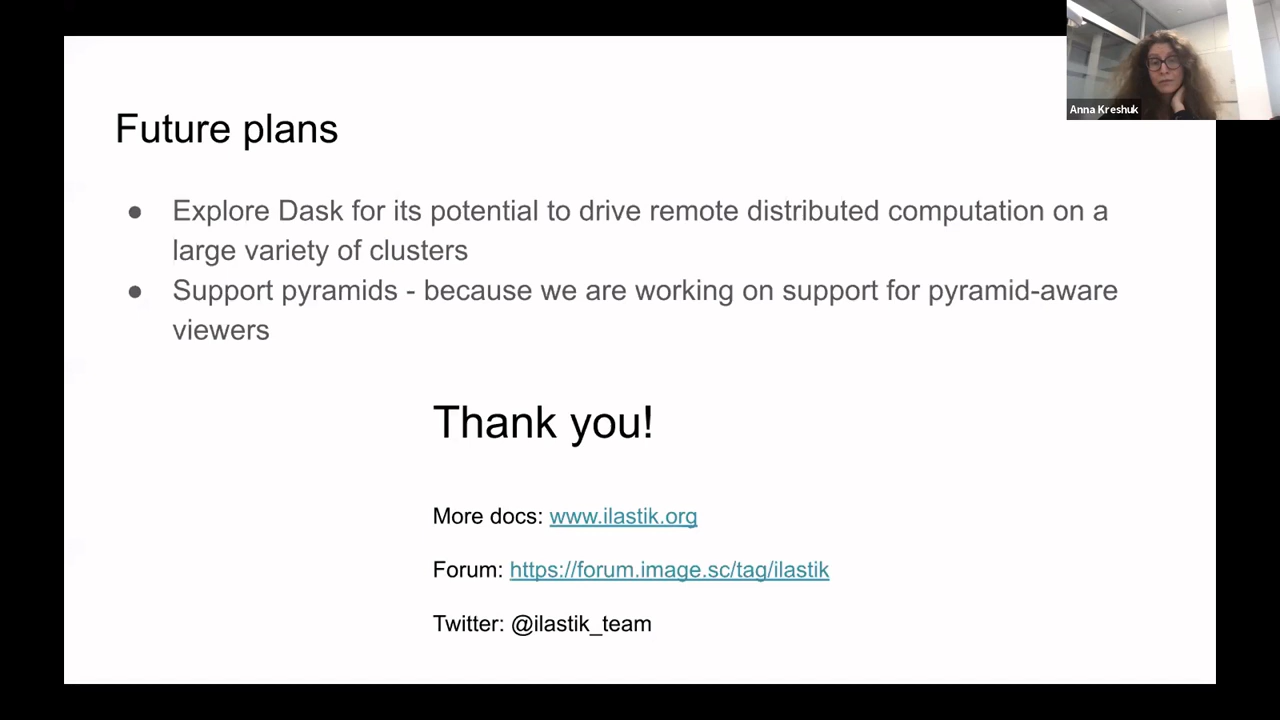 Anna Kreshuk
Future plans
● Explore Dask for its potential to drive remote distributed computation on a
large variety of clusters
● Support pyramids - because we are working on support for pyramid-aware
viewers
Thank you!
More docs: www.ilastik.org
Forum: https://forum.image.sc/tag/ilastik
Twitter: @ilastik_team